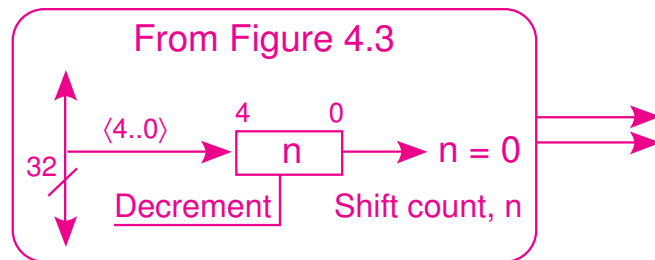 From Figure 4.3
4 0
⟨4..0⟩
n
n = 0
32
Decrement
Shift count, n